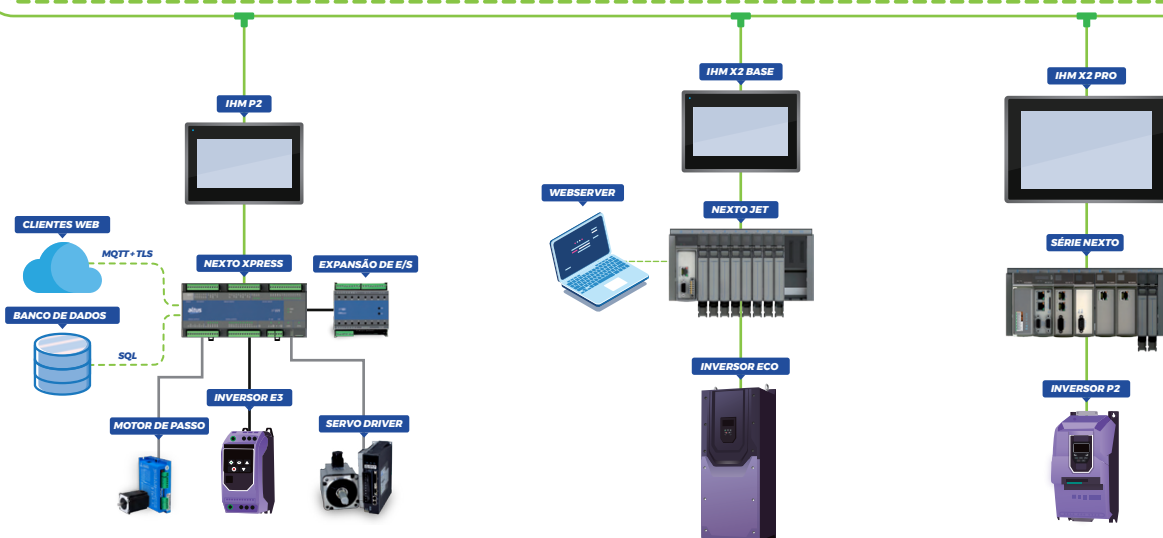 IHM P2
IHM X2 BASE
IHM X2 PRO
WEBSERVER
NEXTO JET
CLIENTES WEB
MQTT+TLS
SÉRIE NEXTO
NEXTO XPRESS
EXPANSÃO DE E/S
BANCO DE DADOS
altus
SQL
INVERSOR ECO
INVERSOR E3
INVERSOR P2
MOTOR DE PASSO
SERVO DRIVER